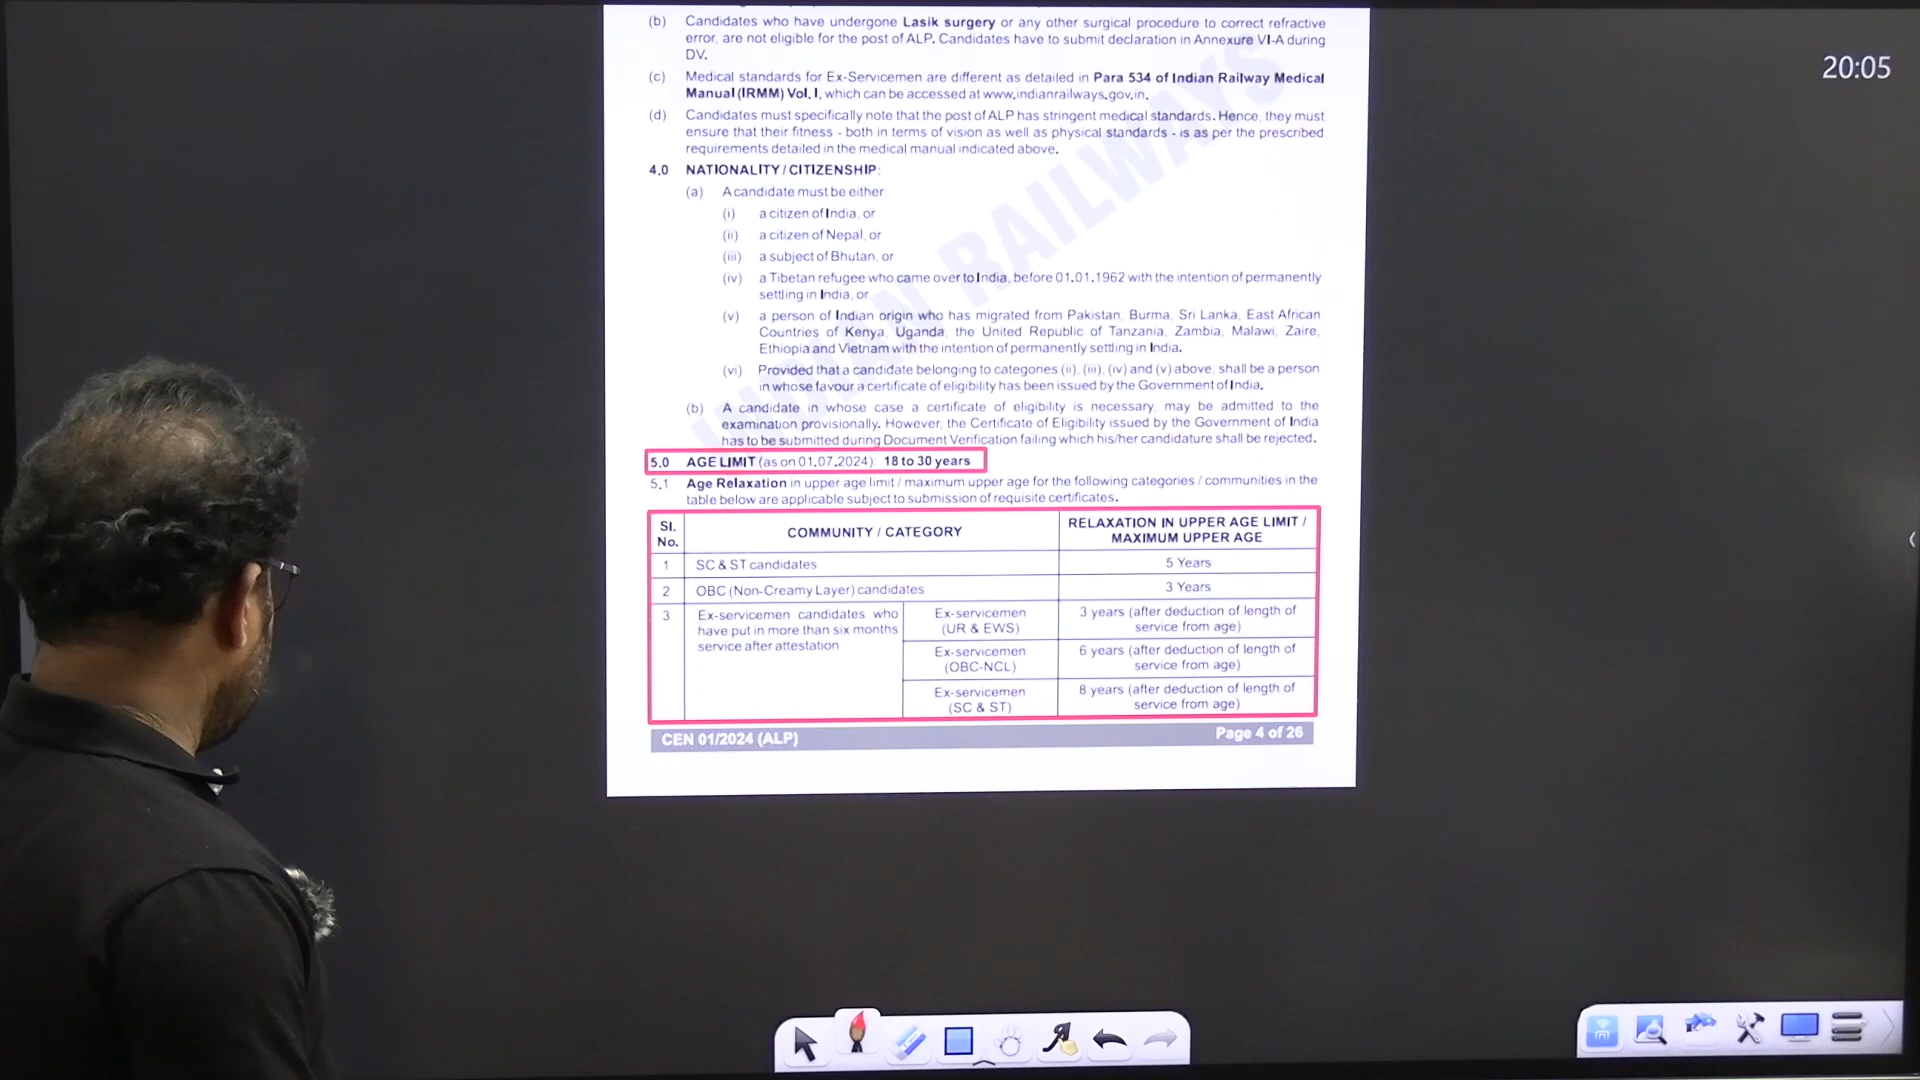 20:05
(b) Candidates who have undergone Lasik surgery or any other surgical procedure to correct refractive
error, are not eligible for the post of ALP. Candidates have to submit declaration in Annexure VI-A during
DV.
(c) Medical standards for Ex-Servicemen are different as detailed in Para 534 of Indian Railway Medical
Manual (IRMM) Vol. I, which can be accessed at www.indianrailways.gov.in.
(d) Candidates must specifically note that the post of ALP has stringent medical standards. Hence, they must
ensure that their fitness - both in terms of vision as well as physical standards - is as per the prescribed
requirements detailed in the medical manual indicated above.
4.0 NATIONALITY / CITIZENSHIP:
(a) A candidate must be either:
(i) a citizen of India, or
(ii) a citizen of Nepal, or
(iii) a subject of Bhutan, or
(iv) a Tibetan refugee who came over to India, before 01.01.1962 with the intention of permanently
settling in India, or
(v) a person of Indian origin who has migrated from Pakistan, Burma, Sri Lanka, East African
Countries of Kenya, Uganda, the United Republic of Tanzania, Zambia, Malawi, Zaire,
Ethiopia and Vietnam with the intention of permanently settling in India.
(vi) Provided that a candidate belonging to categories (ii), (iii), (iv) and (v) above, shall be a person
in whose favour a certificate of eligibility has been issued by the Government of India.
(b) A candidate in whose case a certificate of eligibility is necessary, may be admitted to the
examination provisionally. However, the Certificate of Eligibility issued by the Government of India
has to be submitted during Document Verification failing which his/her candidature shall be rejected.
5.0 AGE LIMIT (as on 01.07.2024) 18 to 30 years
5.1 Age Relaxation in upper age limit / maximum upper age for the following categories / communities in the
table below are applicable subject to submission of requisite certificates.
Sl. No. COMMUNITY / CATEGORY RELAXATION IN UPPER AGE LIMIT / MAXIMUM UPPER AGE
1 SC & ST candidates 5 Years
2 OBC (Non-Creamy Layer) candidates 3 Years
3 Ex-servicemen candidates who
have put in more than six months
service after attestation
Ex-servicemen (UR & EWS) 3 years (after deduction of length of service from age)
Ex-servicemen (OBC-NCL) 6 years (after deduction of length of service from age)
Ex-servicemen (SC & ST) 8 years (after deduction of length of service from age)
CEN 01/2024 (ALP) Page 4 of 26
INDIAN RAILWAYS